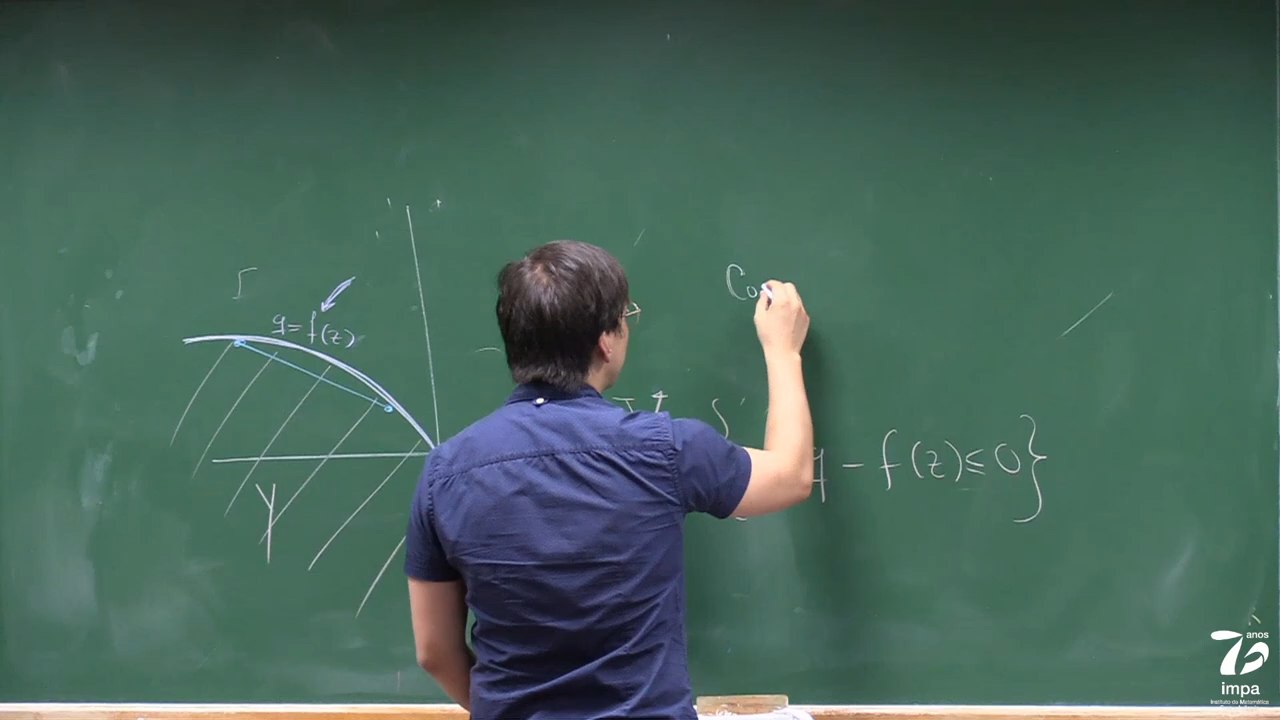 q = f(z)
Y
Co
q - f(z) ≤ 0}
75 anos
impa
Instituto de Matemática